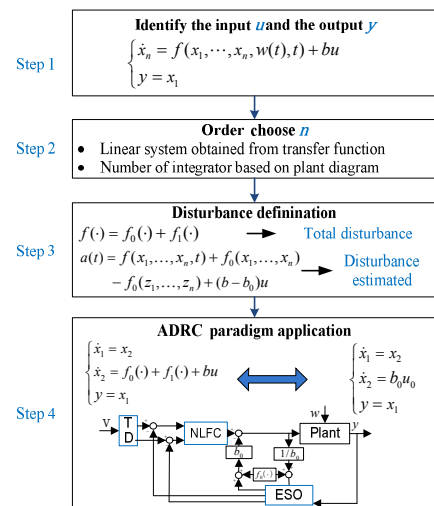 Identify the input u and the output y
ẋₙ = f(x₁,⋯,xₙ,w(t),t)+bu
y = x₁
Step 1
Order choose n
Step 2
• Linear system obtained from transfer function
• Number of integrator based on plant diagram
Disturbance definination
f(·) = f₀(·) + f₁(·) Total disturbance
Step 3
a(t) = f(x₁,…,xₙ,t) + f₀(x₁,…,xₙ) Disturbance
− f₀(z₁,…,zₙ) + (b−b₀)u estimated
ADRC paradigm application
ẋ₁ = x₂
ẋ₂ = f₀(·) + f₁(·) + bu
y = x₁
ẋ₁ = x₂
ẋ₂ = b₀u₀
y = x₁
Step 4
V T D NLFC Plant w y
b₀ 1/b₀
f₀(·)
ESO